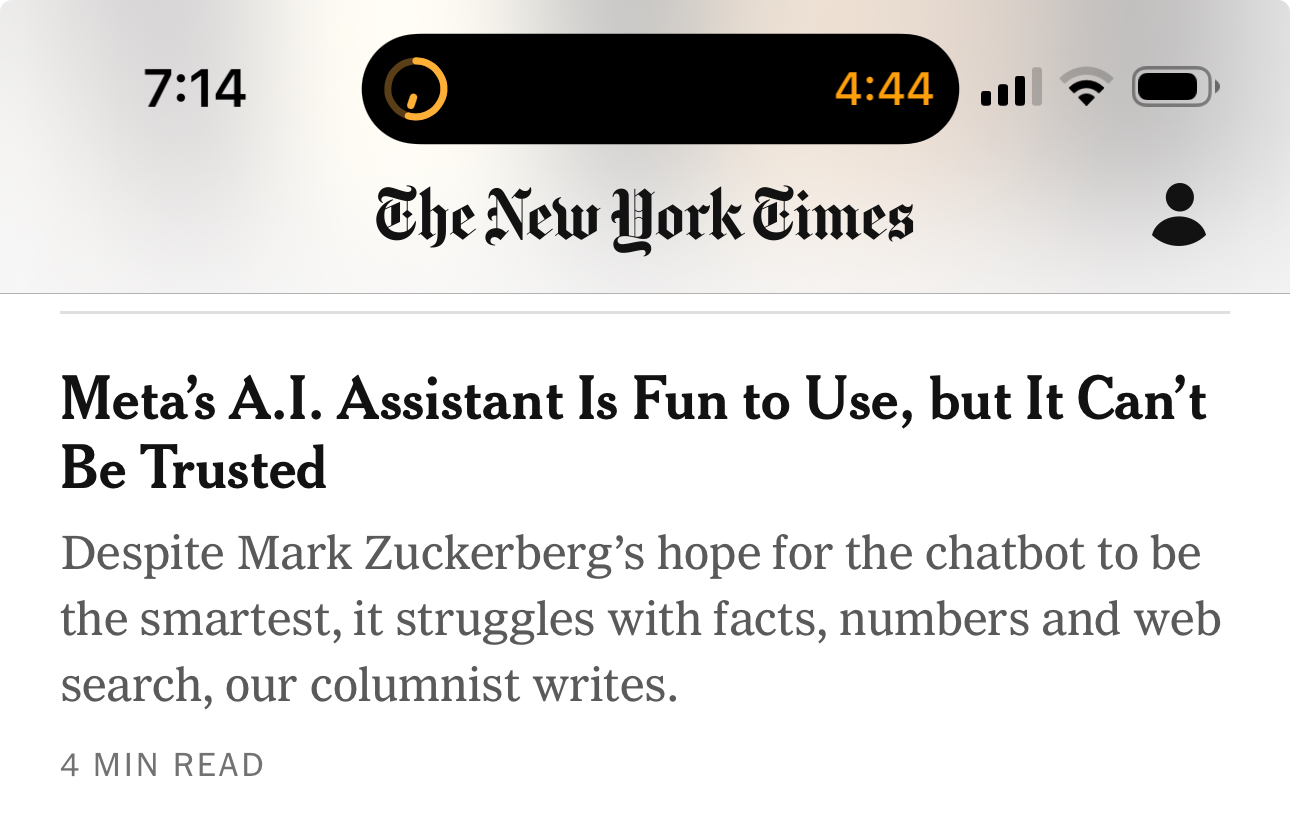 7:14
4:44
The New York Times
Meta’s A.I. Assistant Is Fun to Use, but It Can’t
Be Trusted
Despite Mark Zuckerberg’s hope for the chatbot to be
the smartest, it struggles with facts, numbers and web
search, our columnist writes.
4 MIN READ